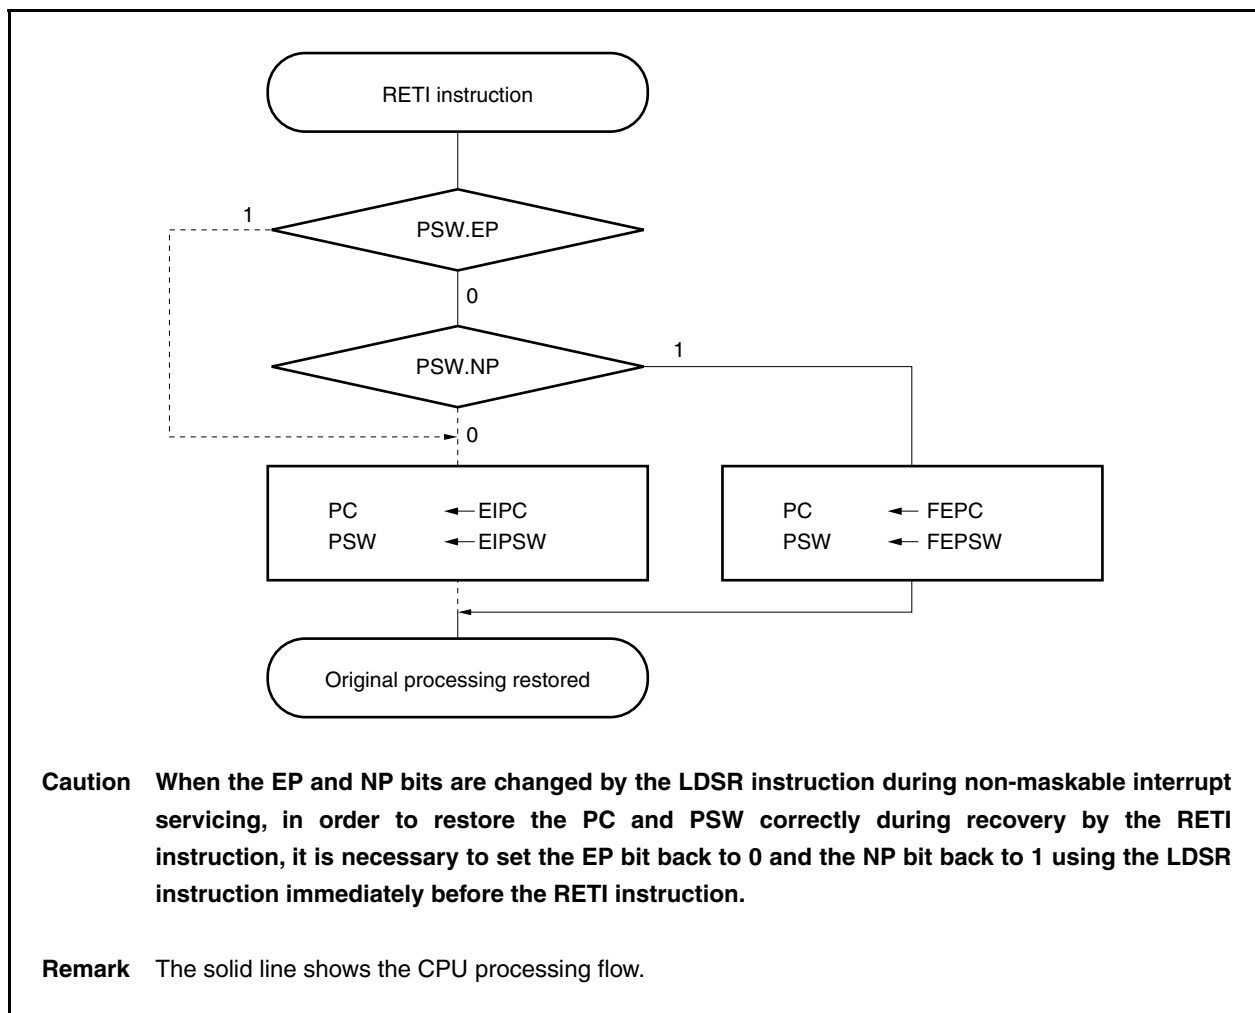 RETI instruction
1
PSW.EP
0
PSW.NP
1
0
PC ← EIPC
PSW ← EIPSW
PC ← FEPC
PSW ← FEPSW
Original processing restored
Caution When the EP and NP bits are changed by the LDSR instruction during non-maskable interrupt
servicing, in order to restore the PC and PSW correctly during recovery by the RETI
instruction, it is necessary to set the EP bit back to 0 and the NP bit back to 1 using the LDSR
instruction immediately before the RETI instruction.
Remark The solid line shows the CPU processing flow.